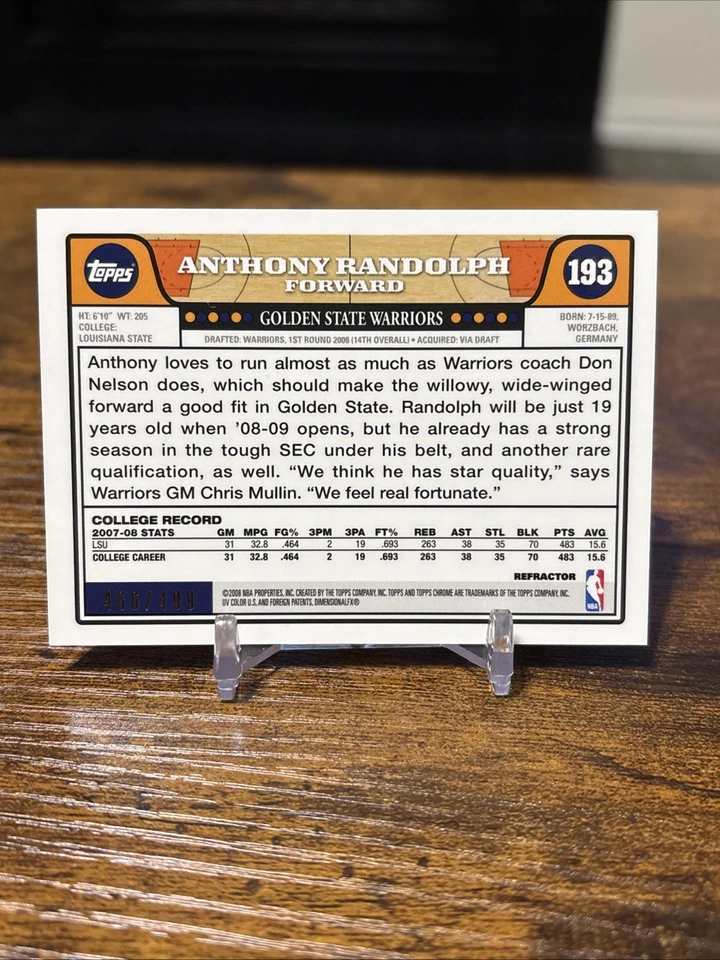 Topps
ANTHONY RANDOLPH
FORWARD
193
HT: 6'10" WT: 205
COLLEGE:
LOUISIANA STATE
GOLDEN STATE WARRIORS
DRAFTED: WARRIORS, 1ST ROUND 2008 (14TH OVERALL) • ACQUIRED: VIA DRAFT
BORN: 7-15-89,
WORZBACH,
GERMANY
Anthony loves to run almost as much as Warriors coach Don
Nelson does, which should make the willowy, wide-winged
forward a good fit in Golden State. Randolph will be just 19
years old when '08-09 opens, but he already has a strong
season in the tough SEC under his belt, and another rare
qualification, as well. “We think he has star quality,” says
Warriors GM Chris Mullin. “We feel real fortunate.”
COLLEGE RECORD
2007-08 STATS GM MPG FG% 3PM 3PA FT% REB AST STL BLK PTS AVG
LSU 31 32.8 .464 2 19 .693 263 38 35 70 483 15.6
COLLEGE CAREER 31 32.8 .464 2 19 .693 263 38 35 70 483 15.6
REFRACTOR
©2008 NBA PROPERTIES, INC. CREATED BY THE TOPPS COMPANY, INC. TOPPS AND TOPPS CHROME ARE TRADEMARKS OF THE TOPPS COMPANY, INC.
UV COLOR U.S. AND FOREIGN PATENTS, DIMENSIONALFX®
NBA